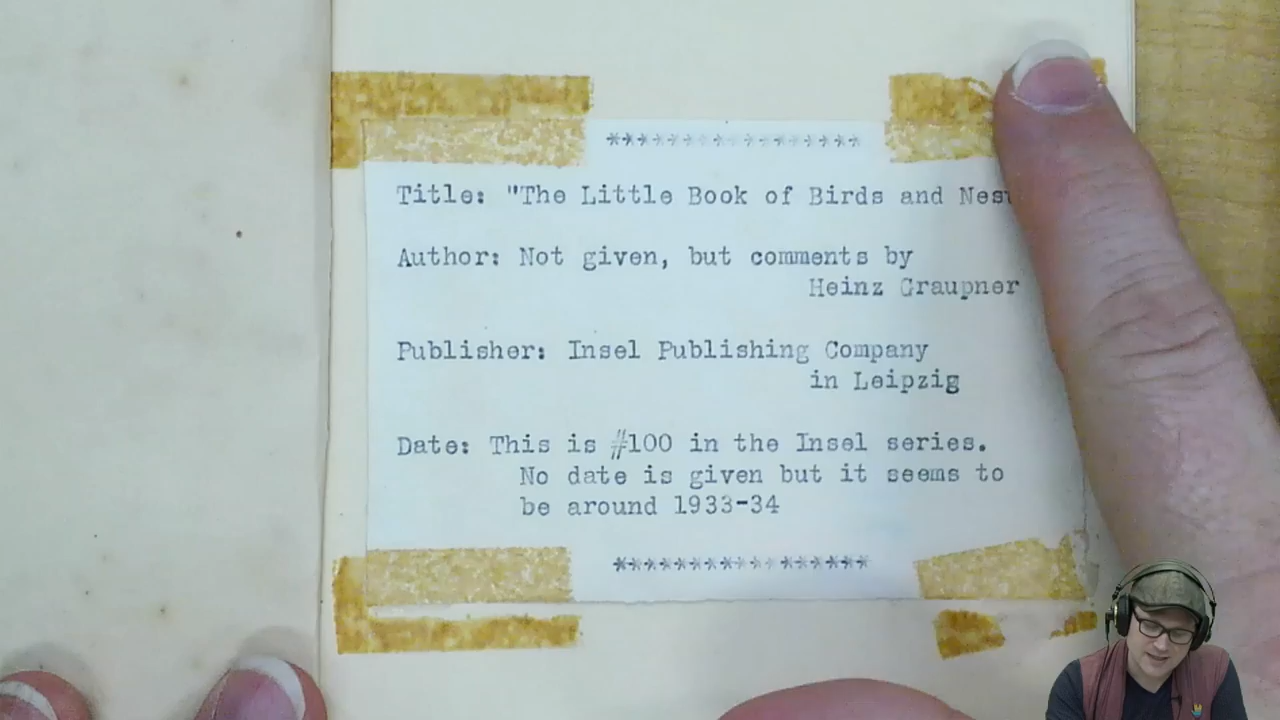 ***************** 
Title: "The Little Book of Birds and
Author: Not given, but comments by
Heinz Graupner
Publisher: Insel Publishing Company
in Leipzig
Date: This is #100 in the Insel series.
No date is given but it seems to
be around 1933-34
*****************